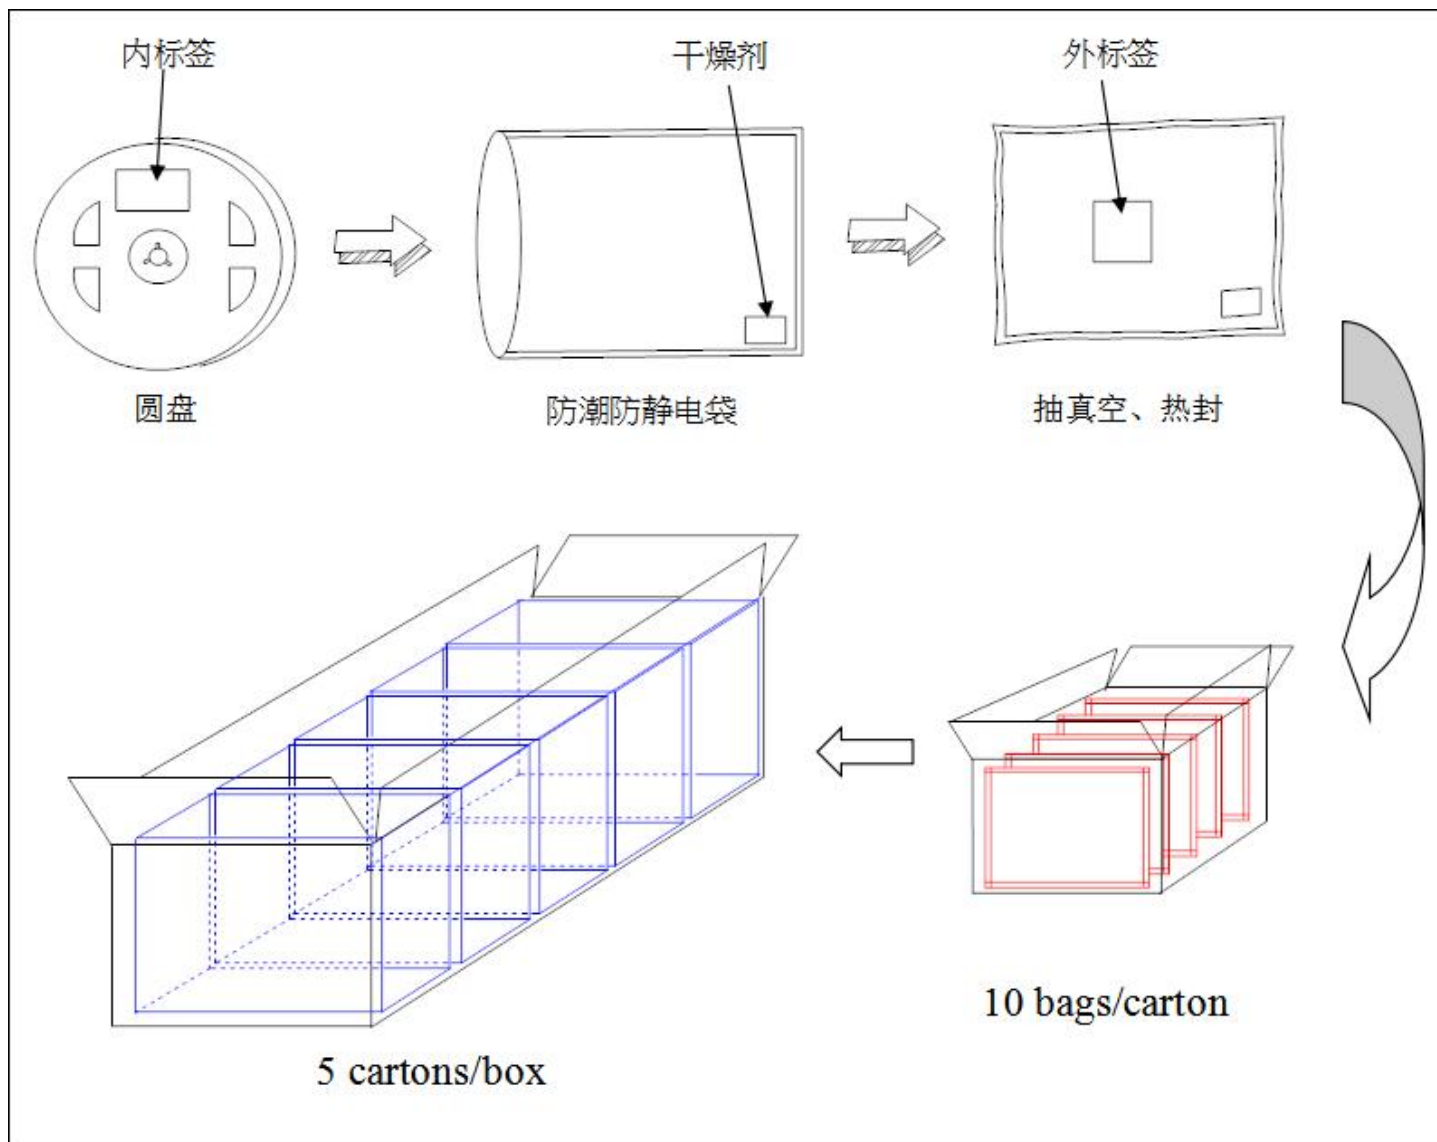 内标签
干燥剂
外标签
圆盘
防潮防静电袋
抽真空、热封
10 bags/carton
5 cartons/box